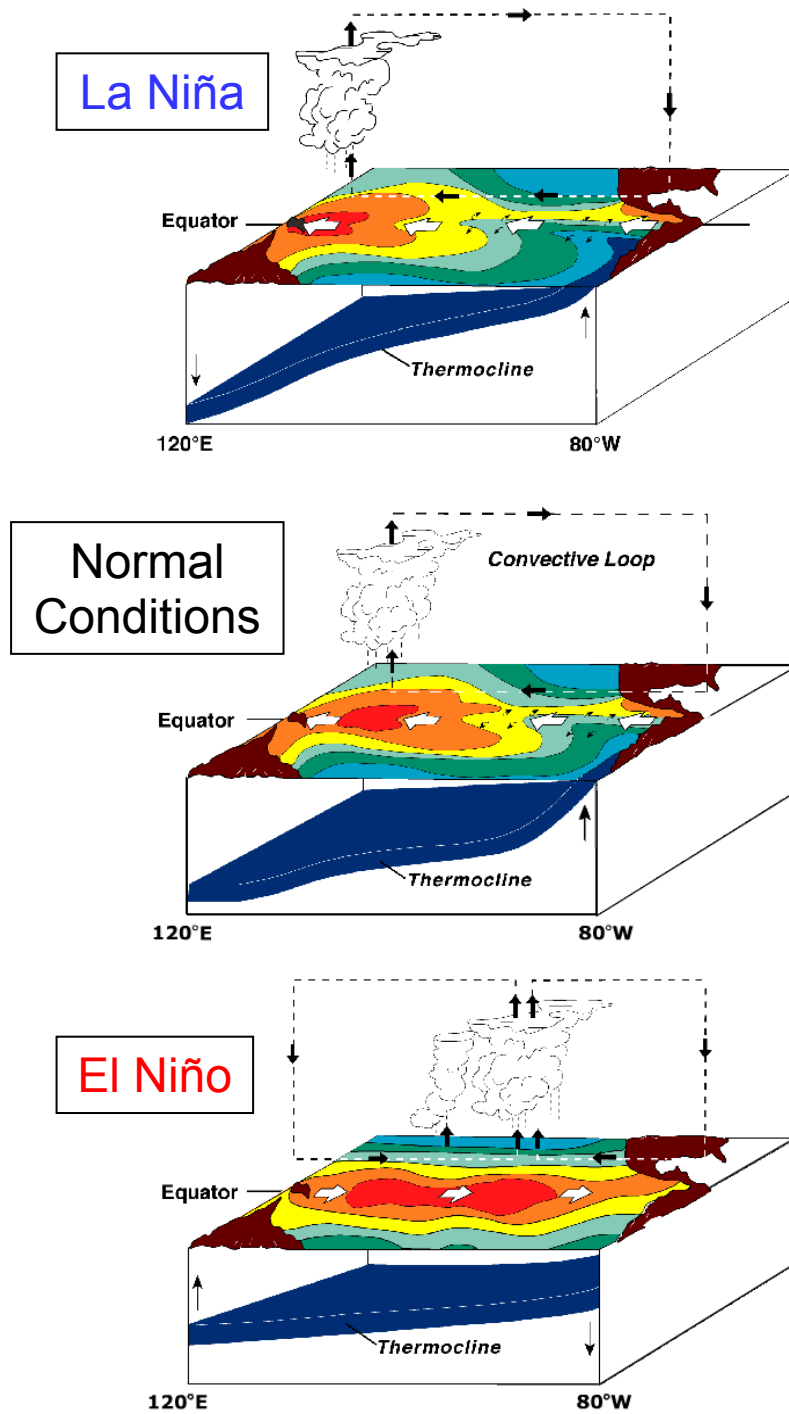 La Niña
Equator
Thermocline
120°E
80°W
Normal
Conditions
Convective Loop
Equator
Thermocline
120°E
80°W
El Niño
Equator
Thermocline
120°E
80°W